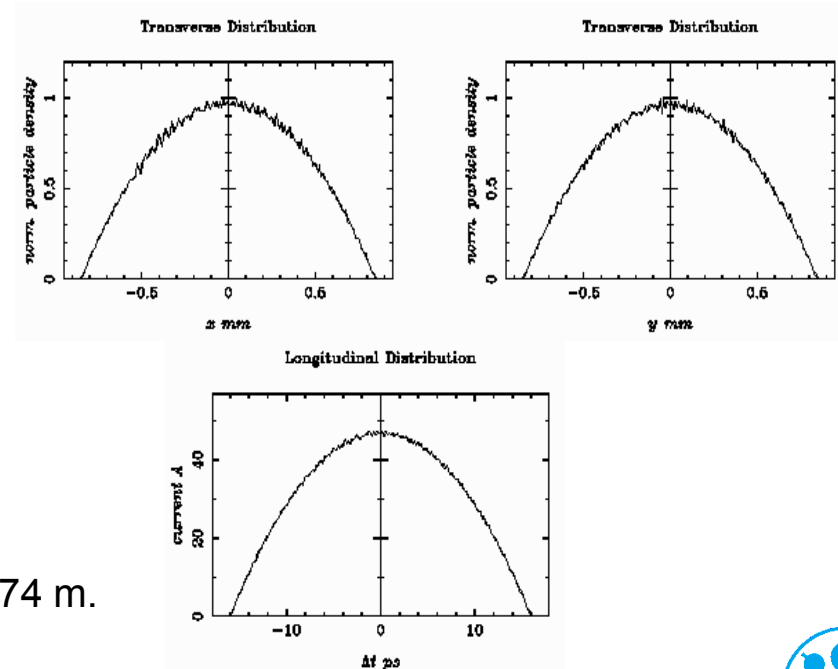 Transverse Distribution
norm. particle density
1
0.5
0
-0.5
0
0.5
x mm
Transverse Distribution
norm. particle density
1
0.5
0
-0.5
0
0.5
y mm
Longitudinal Distribution
current A
40
20
0
-10
0
10
Δt ps
74 m.